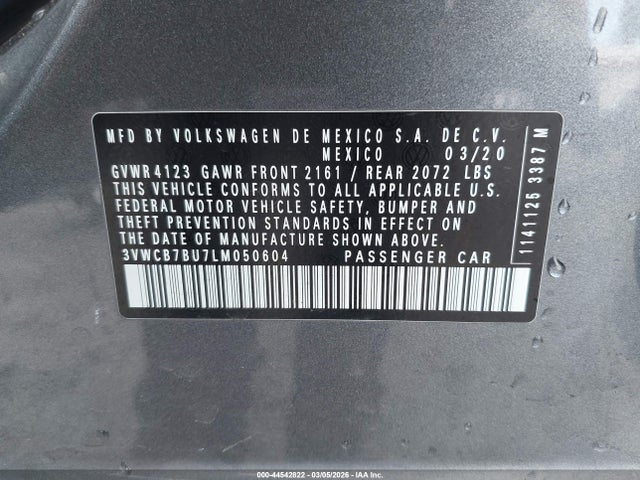 MFD BY VOLKSWAGEN DE MEXICO S.A. DE C.V.
MEXICO 03/20
GVWR 4123 GAWR FRONT 2161 / REAR 2072 LBS
THIS VEHICLE CONFORMS TO ALL APPLICABLE U.S.
FEDERAL MOTOR VEHICLE SAFETY, BUMPER AND
THEFT PREVENTION STANDARDS IN EFFECT ON
THE DATE OF MANUFACTURE SHOWN ABOVE.
3VWCB7BU7LM050604 PASSENGER CAR
1141125 3387 M
000-44542822 - 03/05/2026 - IAA Inc.